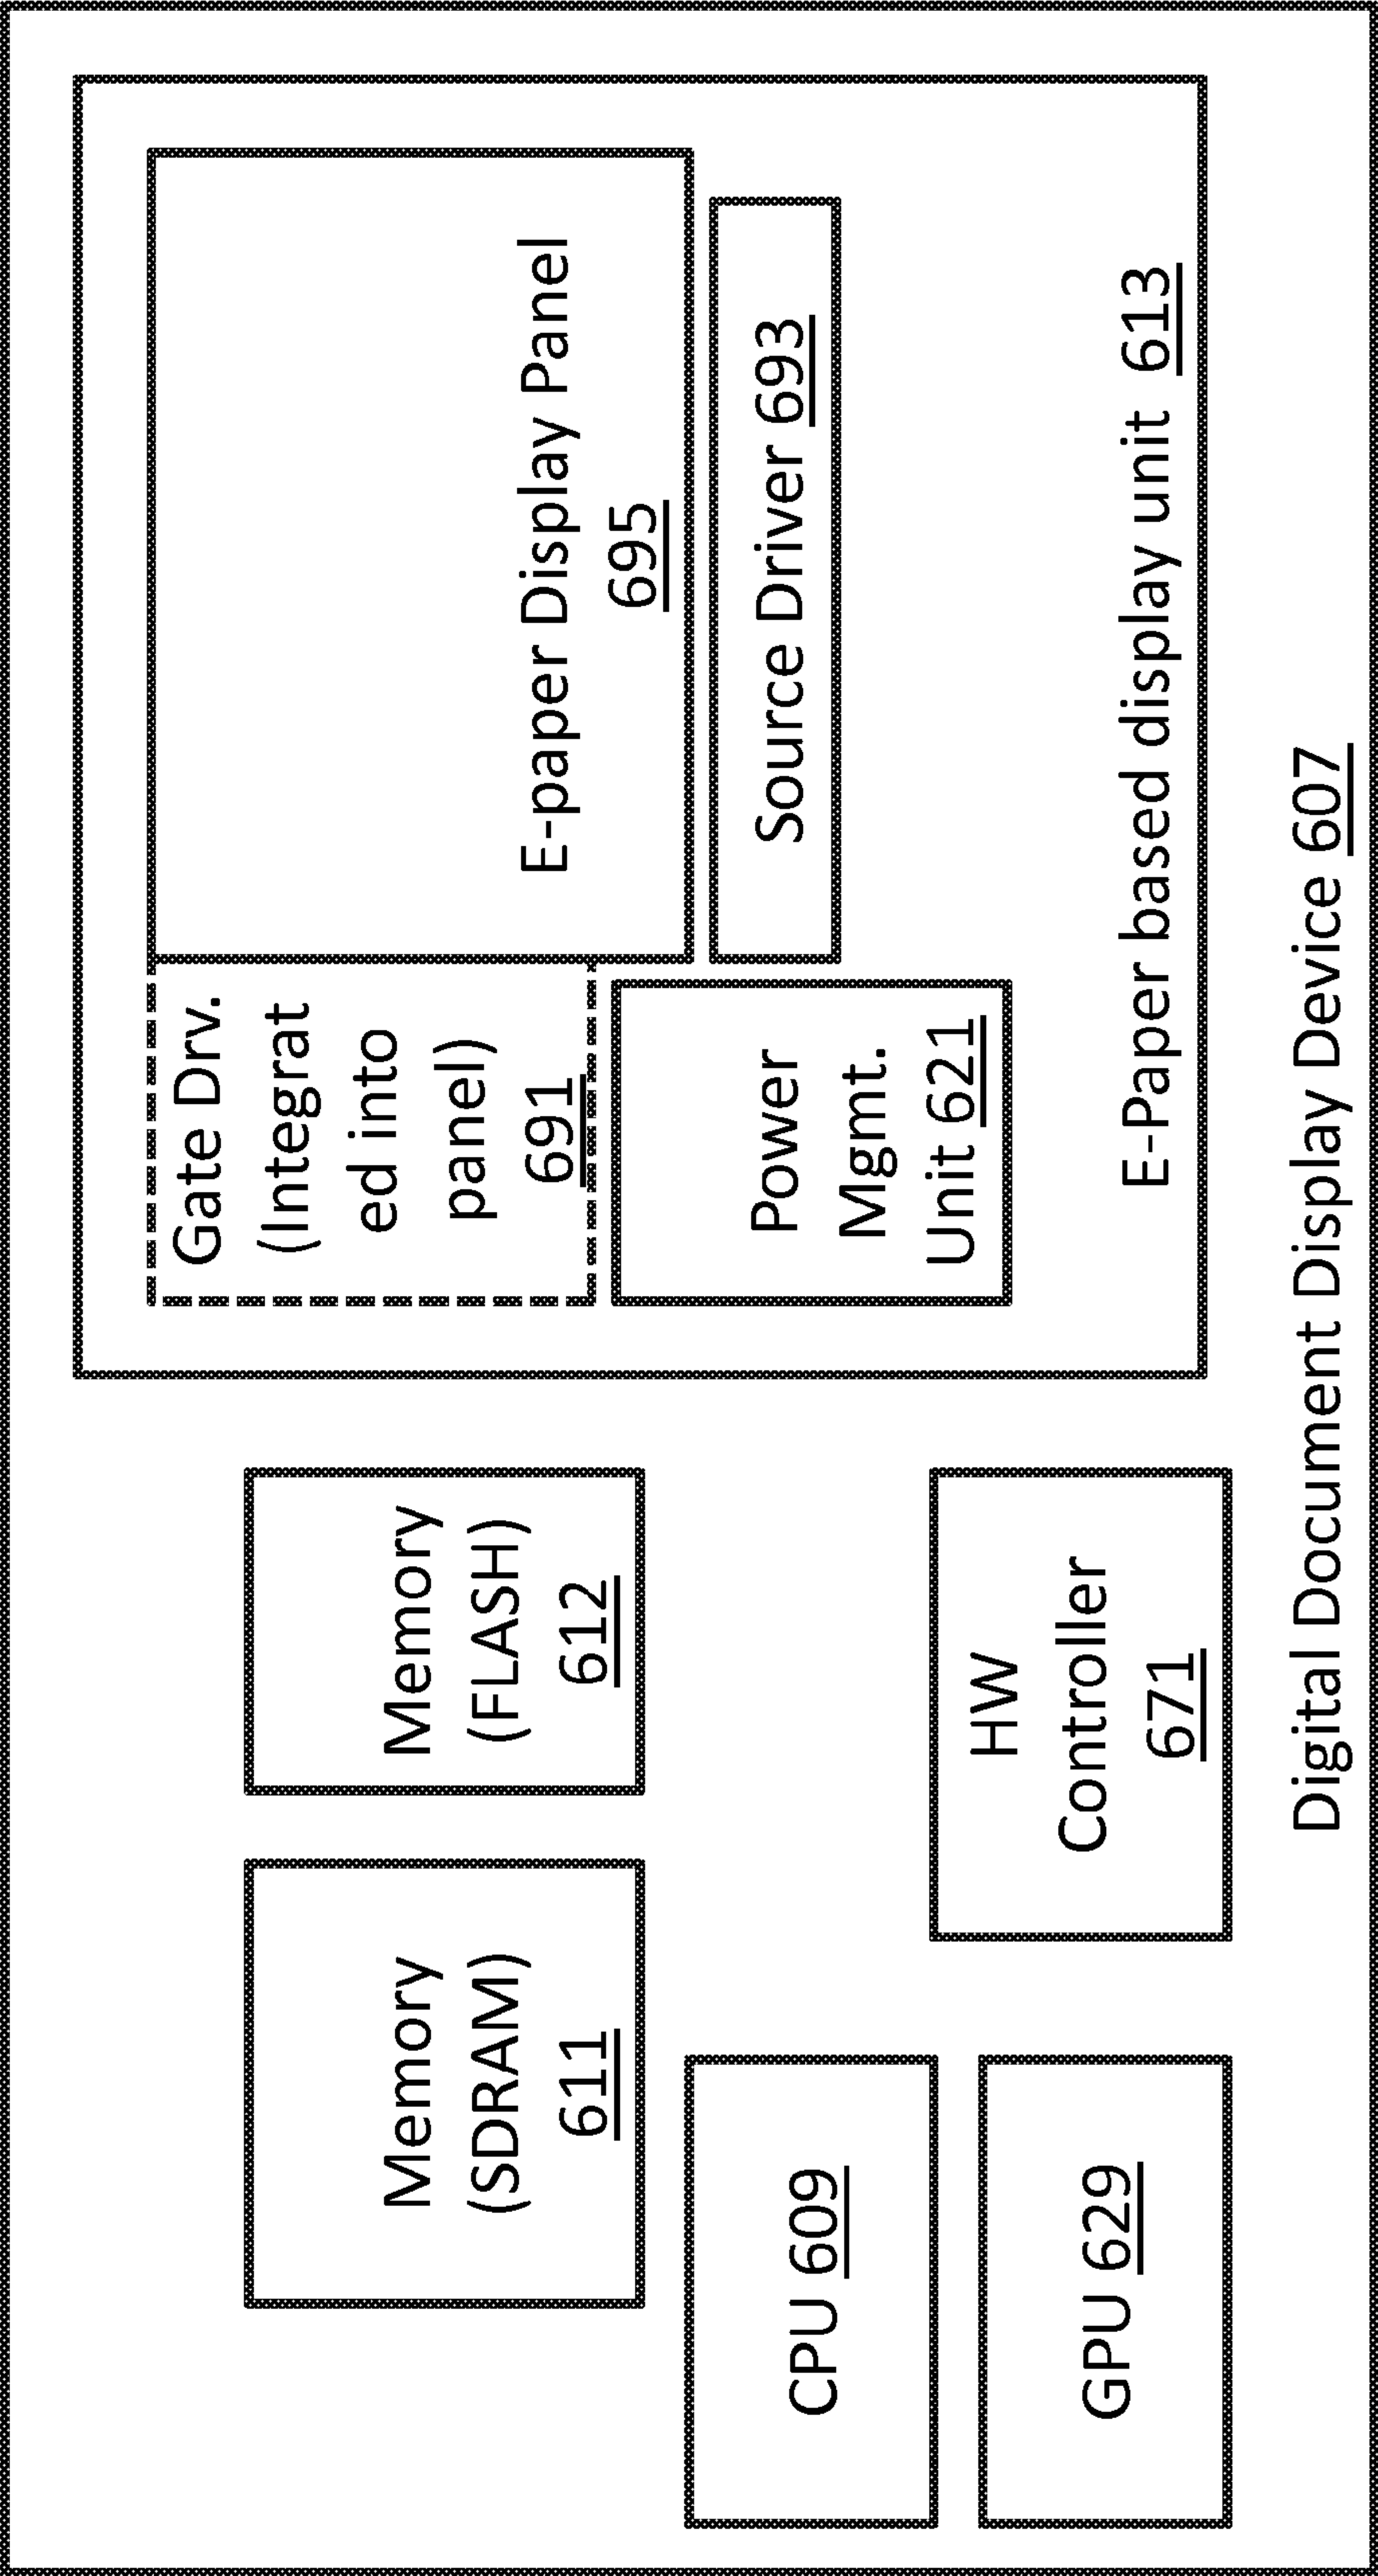 Memory
(SDRAM)
611
Memory
(FLASH)
612
CPU 609
GPU 629
HW
Controller
671
Gate Drv.
(Integrat
ed into
panel)
691
E-paper Display Panel
695
Power
Mgmt.
Unit 621
Source Driver 693
E-Paper based display unit 613
Digital Document Display Device 607